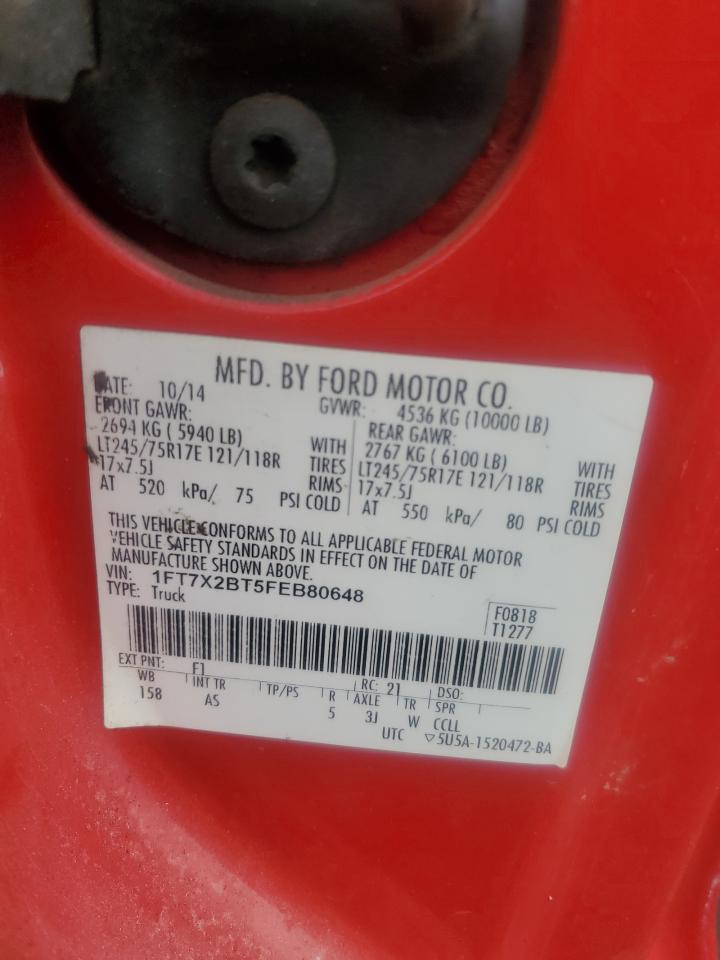 MFD. BY FORD MOTOR CO.
DATE: 10/14 GVWR: 4536 KG (10000 LB)
FRONT GAWR: REAR GAWR:
2694 KG ( 5940 LB) WITH 2767 KG ( 6100 LB) WITH
LT245/75R17E 121/118R TIRES LT245/75R17E 121/118R TIRES
17x7.5J RIMS 17x7.5J RIMS
AT 520 kPa/ 75 PSI COLD AT 550 kPa/ 80 PSI COLD
THIS VEHICLE CONFORMS TO ALL APPLICABLE FEDERAL MOTOR
VEHICLE SAFETY STANDARDS IN EFFECT ON THE DATE OF
MANUFACTURE SHOWN ABOVE.
VIN: 1FT7X2BT5FEB80648
TYPE: Truck
F0818
T1277
EXT PNT: F1 RC: 21 DSO:
WB INT TR TP/PS R AXLE TR SPR
158 AS 5 3J W CCLL
UTC ▽5U5A-1520472-BA